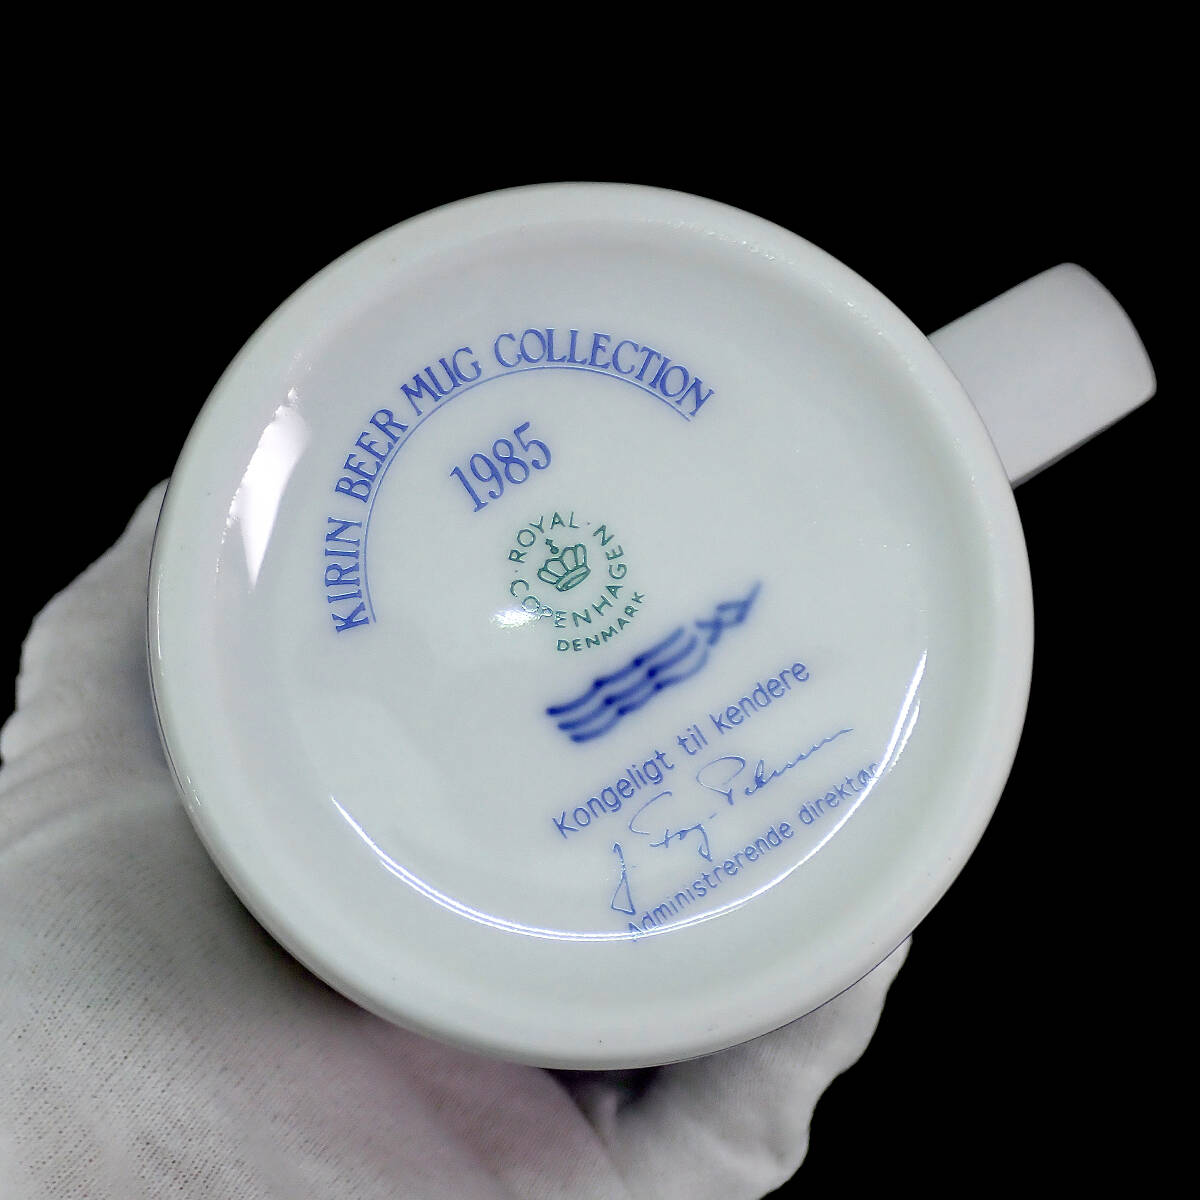 KIRIN BEER MUG COLLECTION
1985
· ROYAL ·
COPENHAGEN
DENMARK
Kongeligt til kendere
Administrerende direktør